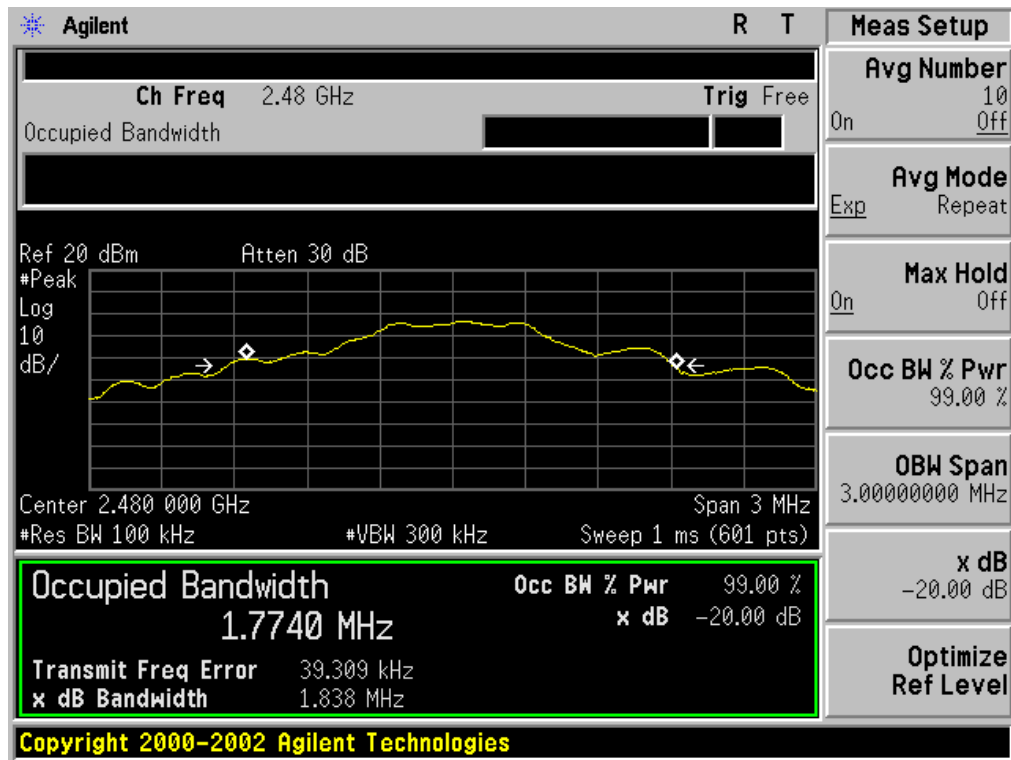 Agilent R T
Ch Freq 2.48 GHz Trig Free
Occupied Bandwidth
Ref 20 dBm Atten 30 dB
#Peak
Log
10
dB/
Center 2.480 000 GHz Span 3 MHz
#Res BW 100 kHz #VBW 300 kHz Sweep 1 ms (601 pts)
Occupied Bandwidth Occ BW % Pwr 99.00 %
1.7740 MHz x dB -20.00 dB
Transmit Freq Error 39.309 kHz
x dB Bandwidth 1.838 MHz
Copyright 2000-2002 Agilent Technologies
Meas Setup
Avg Number
10
On Off
Avg Mode
Exp Repeat
Max Hold
On Off
Occ BW % Pwr
99.00 %
OBW Span
3.00000000 MHz
x dB
-20.00 dB
Optimize
Ref Level